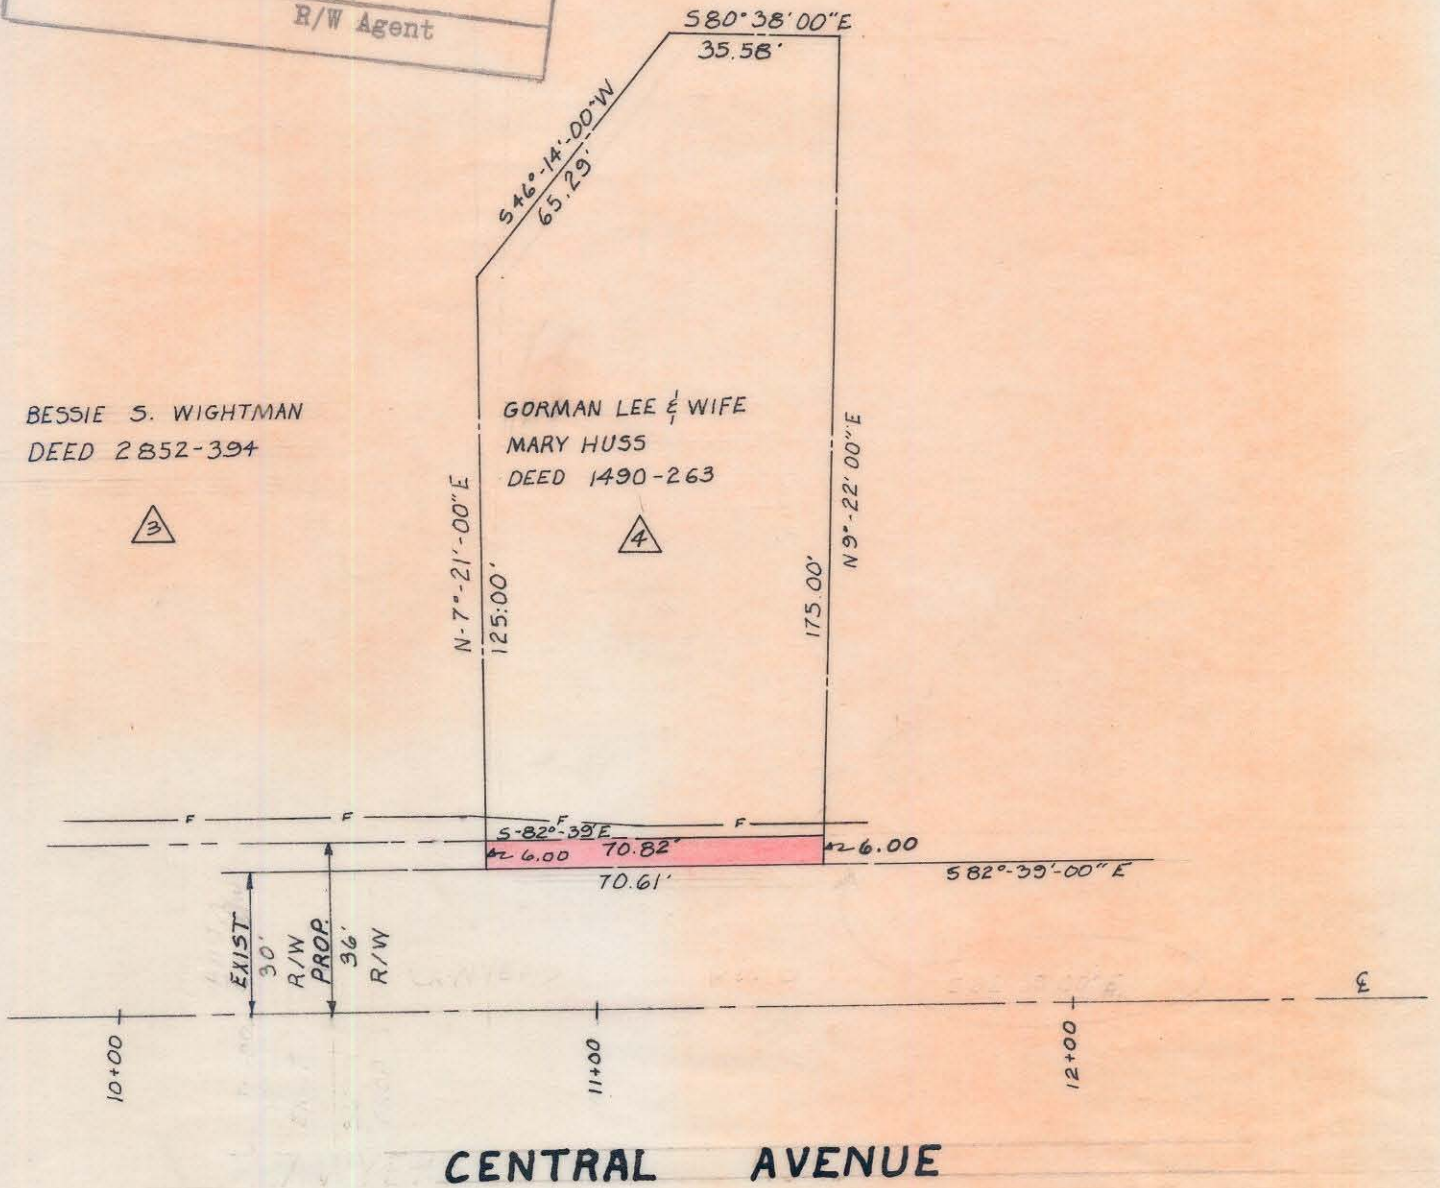 R/W Agent
S80°38'00"E
35.58'
S46°-14'-00"W
65.29'
BESSIE S. WIGHTMAN
DEED 2852-394
3
GORMAN LEE & WIFE
MARY HUSS
DEED 1490-263
4
N-7°-21'-00"E
125.00'
175.00'
N9°-22'00"E
F F F F
S-82°-39'E
6.00 70.82' 6.00
70.61'
S82°-39'-00"E
EXIST
30'
R/W
PROP.
36'
R/W
℄
10+00
11+00
12+00
CENTRAL AVENUE